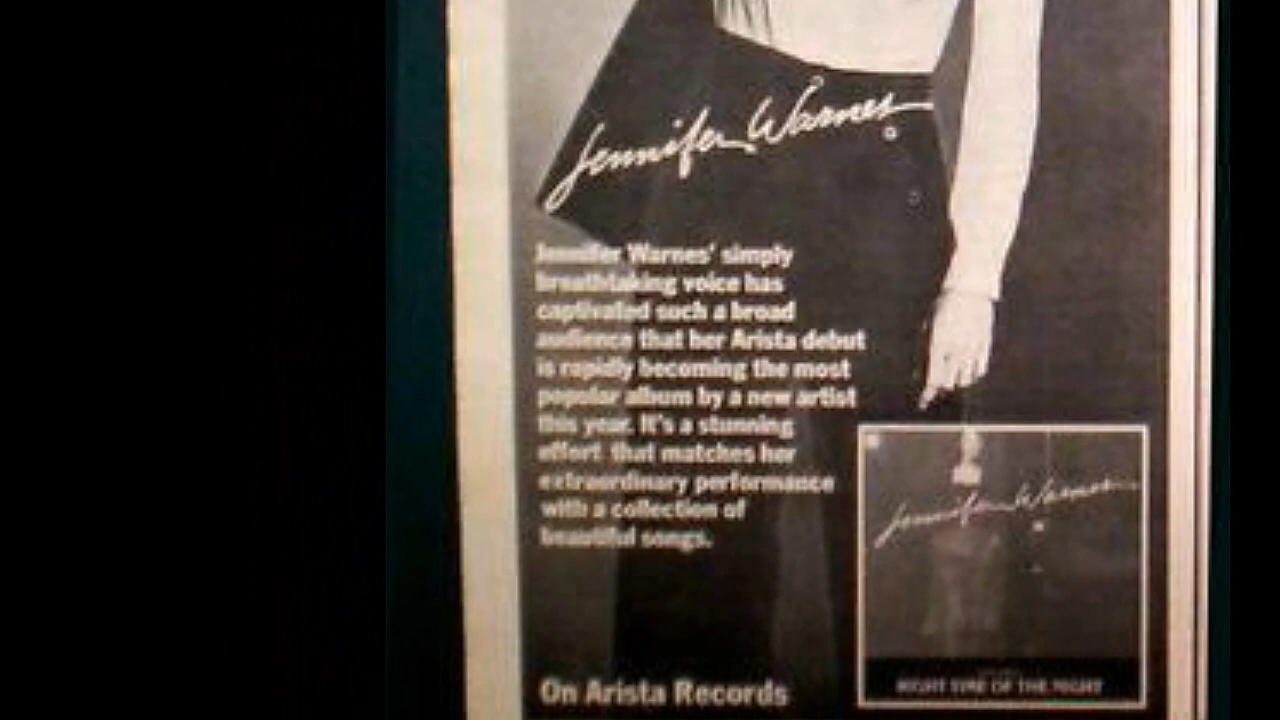 Jennifer Warnes
Jennifer Warnes' simply
breathtaking voice has
captivated such a broad
audience that her Arista debut
is rapidly becoming the most
popular album by a new artist
this year. It's a stunning
effort that matches her
extraordinary performance
with a collection of
beautiful songs.
Jennifer Warnes
RIGHT TIME OF THE NIGHT
On Arista Records